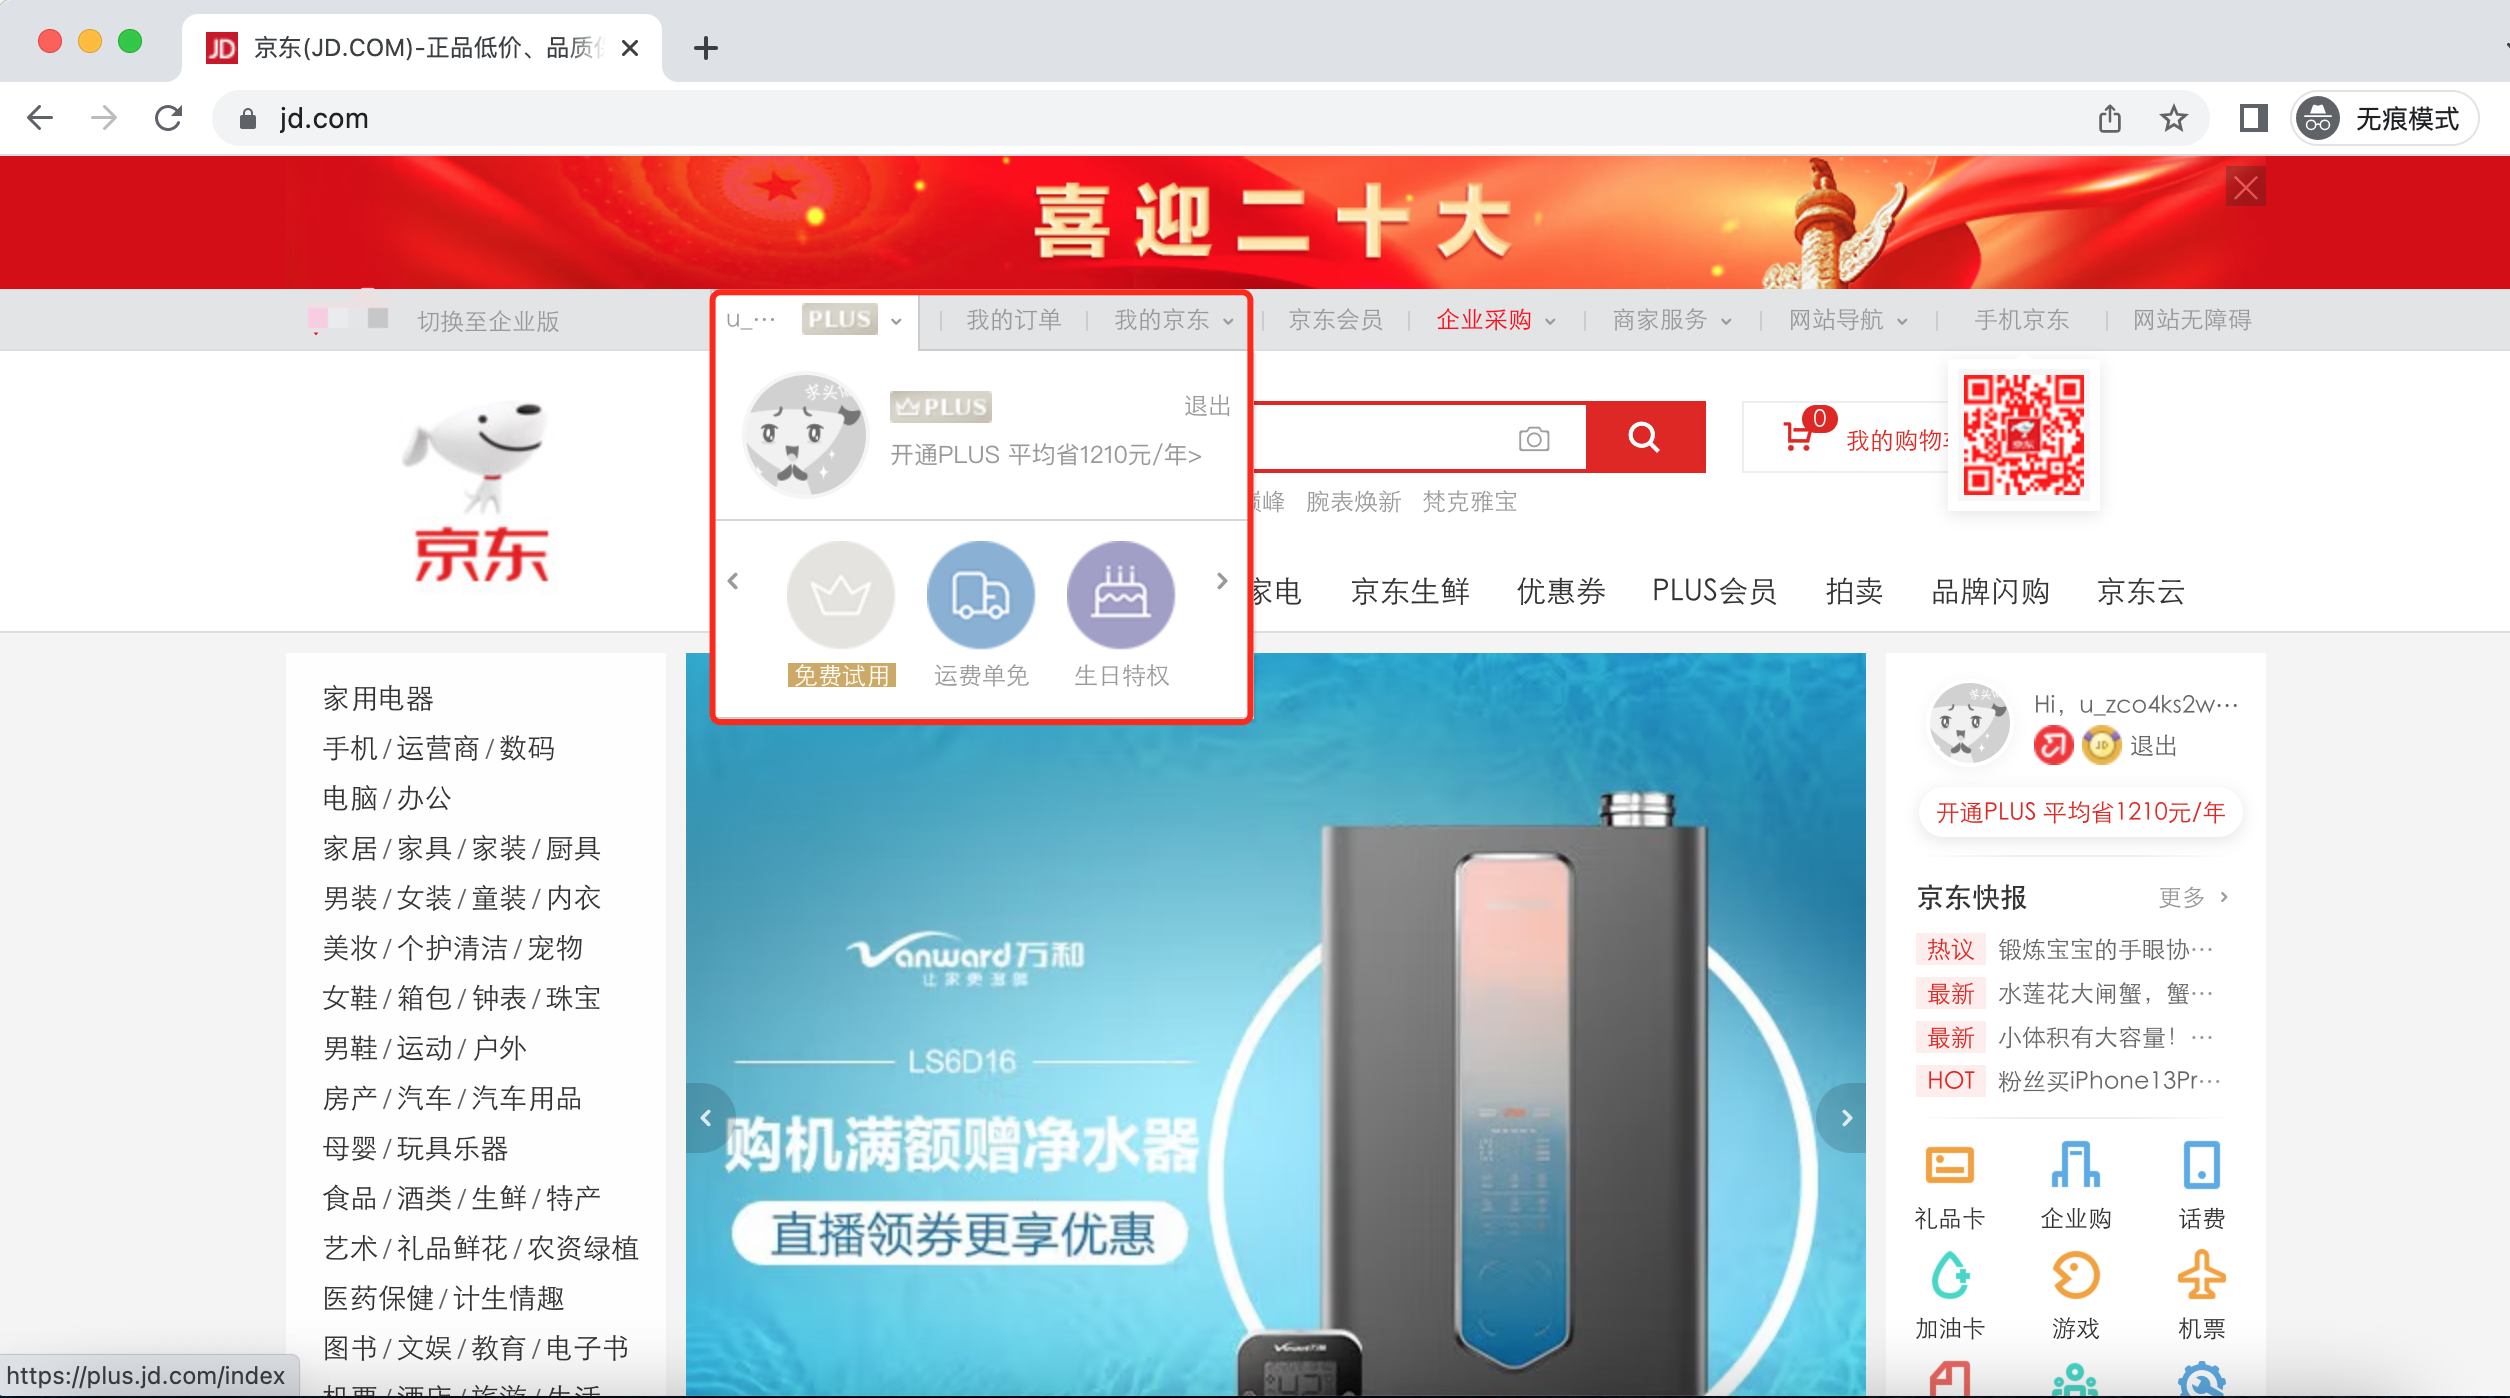 京东(JD.COM)-正品低价、品质
jd.com
无痕模式
喜迎二十大
切换至企业版
u_···
PLUS
我的订单
我的京东
京东会员
企业采购
商家服务
网站导航
手机京东
网站无障碍
PLUS
退出
开通PLUS 平均省1210元/年>
免费试用
运费单免
生日特权
京东
0
我的购物
峰
腕表焕新
梵克雅宝
家电
京东生鲜
优惠券
PLUS会员
拍卖
品牌闪购
京东云
家用电器
手机/运营商/数码
电脑/办公
家居/家具/家装/厨具
男装/女装/童装/内衣
美妆/个护清洁/宠物
女鞋/箱包/钟表/珠宝
男鞋/运动/户外
房产/汽车/汽车用品
母婴/玩具乐器
食品/酒类/生鲜/特产
艺术/礼品鲜花/农资绿植
医药保健/计生情趣
图书/文娱/教育/电子书
机票/酒店/旅游/生活
https://plus.jd.com/index
Vanward万和
让家更温馨
LS6D16
购机满额赠净水器
直播领券更享优惠
Hi，u_zco4ks2w···
退出
开通PLUS 平均省1210元/年
京东快报
更多
热议 锻炼宝宝的手眼协···
最新 水莲花大闸蟹，蟹···
最新 小体积有大容量！···
HOT 粉丝买iPhone13Pr···
礼品卡
企业购
话费
加油卡
游戏
机票